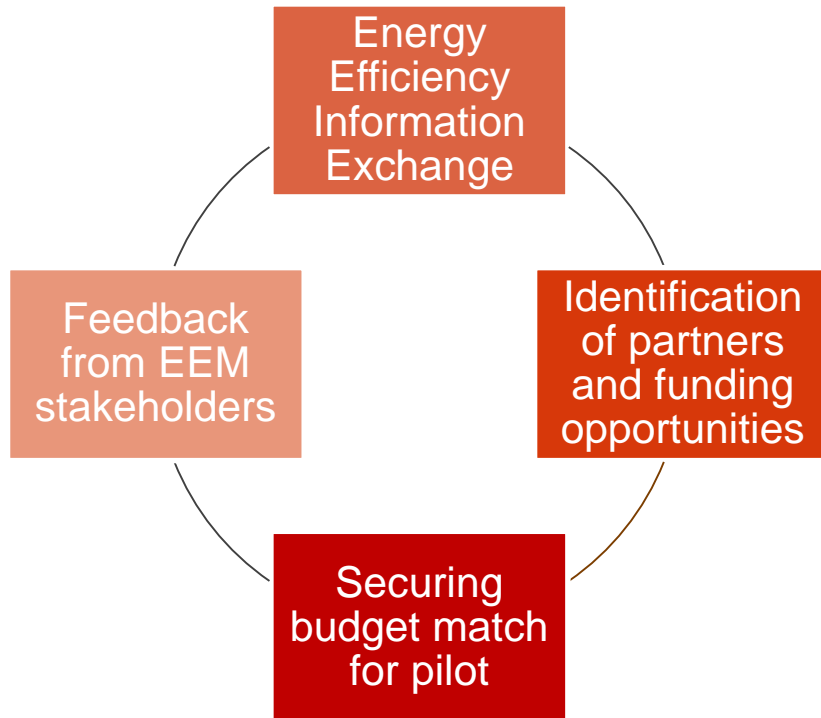 Energy
Efficiency
Information
Exchange
Identification
of partners
and funding
opportunities
Securing
budget match
for pilot
Feedback
from EEM
stakeholders